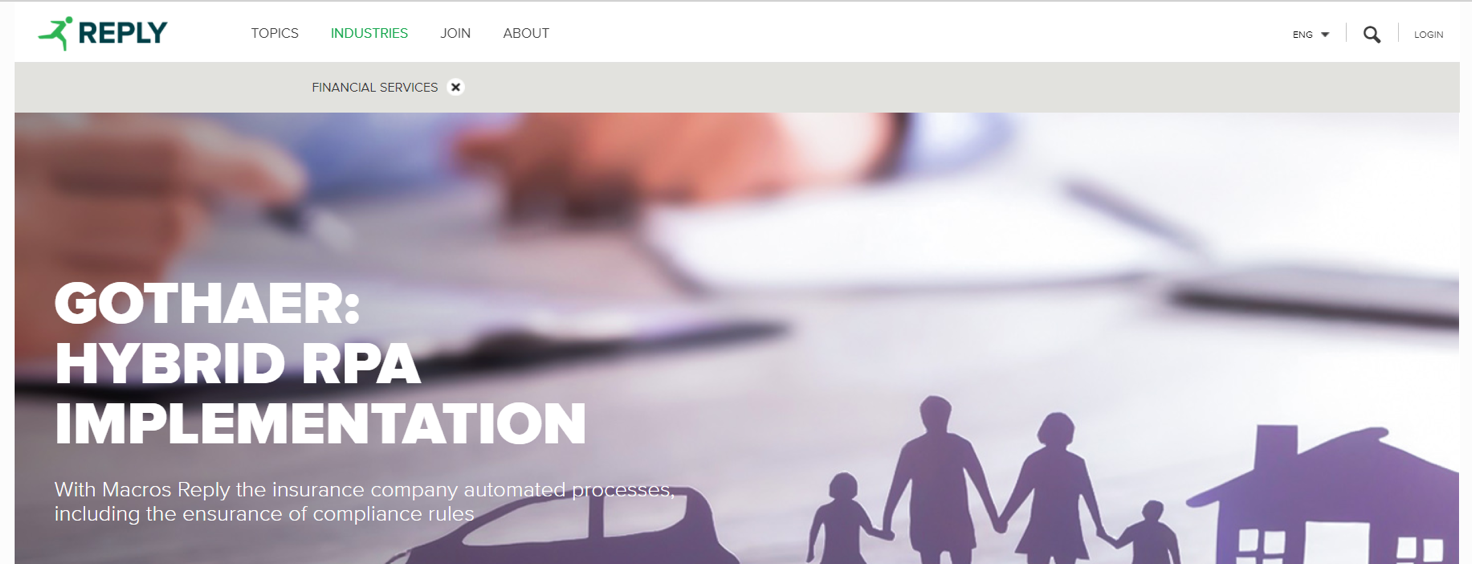 REPLY
TOPICS
INDUSTRIES
JOIN
ABOUT
ENG
LOGIN
FINANCIAL SERVICES
GOTHAER:
HYBRID RPA
IMPLEMENTATION
With Macros Reply the insurance company automated processes,
including the ensurance of compliance rules